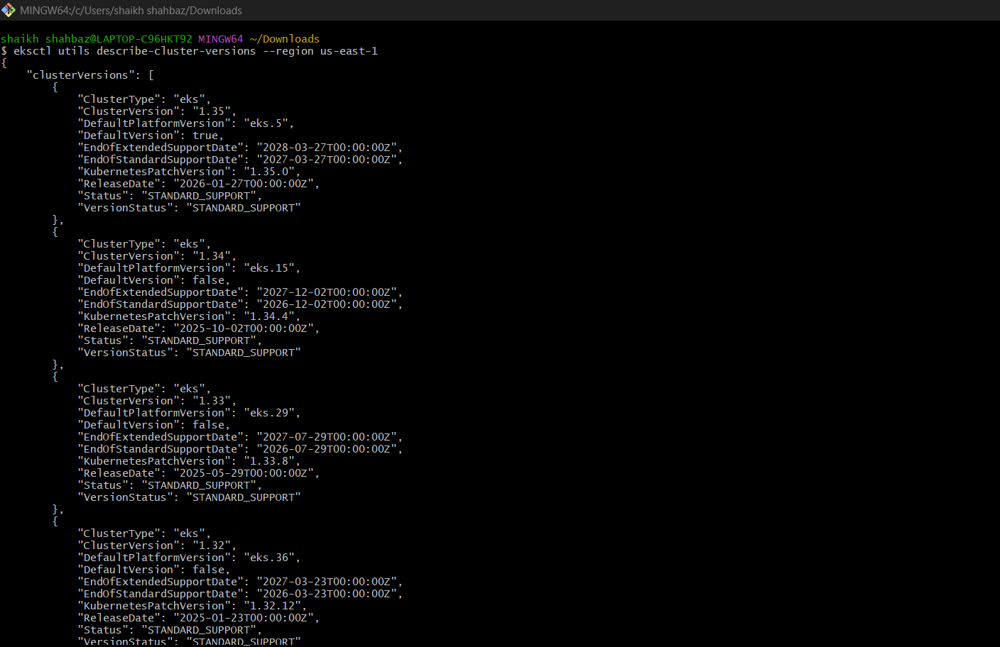 MINGW64:/c/Users/shaikh shahbaz/Downloads
shaikh shahbaz@LAPTOP-C96HKT92 MINGW64 ~/Downloads
$ eksctl utils describe-cluster-versions --region us-east-1
{
    "clusterVersions": [
        {
            "ClusterType": "eks",
            "ClusterVersion": "1.35",
            "DefaultPlatformVersion": "eks.5",
            "DefaultVersion": true,
            "EndOfExtendedSupportDate": "2028-03-27T00:00:00Z",
            "EndOfStandardSupportDate": "2027-03-27T00:00:00Z",
            "KubernetesPatchVersion": "1.35.0",
            "ReleaseDate": "2026-01-27T00:00:00Z",
            "Status": "STANDARD_SUPPORT",
            "VersionStatus": "STANDARD_SUPPORT"
        },
        {
            "ClusterType": "eks",
            "ClusterVersion": "1.34",
            "DefaultPlatformVersion": "eks.15",
            "DefaultVersion": false,
            "EndOfExtendedSupportDate": "2027-12-02T00:00:00Z",
            "EndOfStandardSupportDate": "2026-12-02T00:00:00Z",
            "KubernetesPatchVersion": "1.34.4",
            "ReleaseDate": "2025-10-02T00:00:00Z",
            "Status": "STANDARD_SUPPORT",
            "VersionStatus": "STANDARD_SUPPORT"
        },
        {
            "ClusterType": "eks",
            "ClusterVersion": "1.33",
            "DefaultPlatformVersion": "eks.29",
            "DefaultVersion": false,
            "EndOfExtendedSupportDate": "2027-07-29T00:00:00Z",
            "EndOfStandardSupportDate": "2026-07-29T00:00:00Z",
            "KubernetesPatchVersion": "1.33.8",
            "ReleaseDate": "2025-05-29T00:00:00Z",
            "Status": "STANDARD_SUPPORT",
            "VersionStatus": "STANDARD_SUPPORT"
        },
        {
            "ClusterType": "eks",
            "ClusterVersion": "1.32",
            "DefaultPlatformVersion": "eks.36",
            "DefaultVersion": false,
            "EndOfExtendedSupportDate": "2027-03-23T00:00:00Z",
            "EndOfStandardSupportDate": "2026-03-23T00:00:00Z",
            "KubernetesPatchVersion": "1.32.12",
            "ReleaseDate": "2025-01-23T00:00:00Z",
            "Status": "STANDARD_SUPPORT",
            "VersionStatus": "STANDARD_SUPPORT"